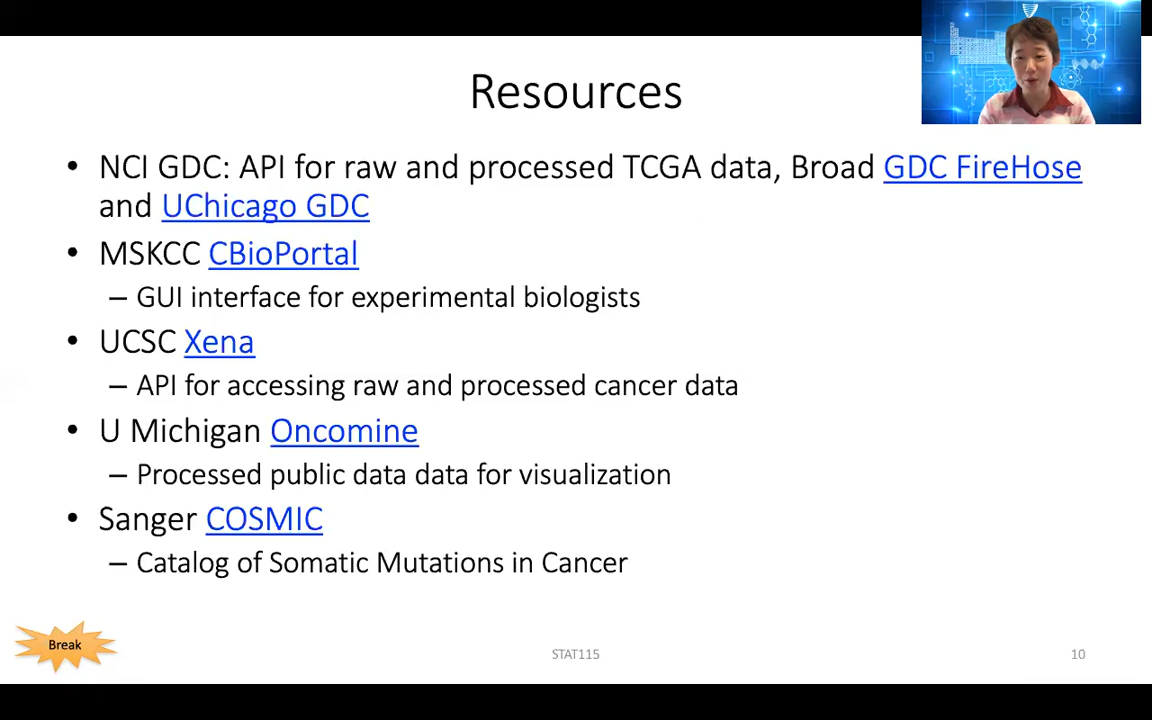 Resources
• NCI GDC: API for raw and processed TCGA data, Broad GDC FireHose
and UChicago GDC
• MSKCC CBioPortal
– GUI interface for experimental biologists
• UCSC Xena
– API for accessing raw and processed cancer data
• U Michigan Oncomine
– Processed public data data for visualization
• Sanger COSMIC
– Catalog of Somatic Mutations in Cancer
Break
STAT115
10